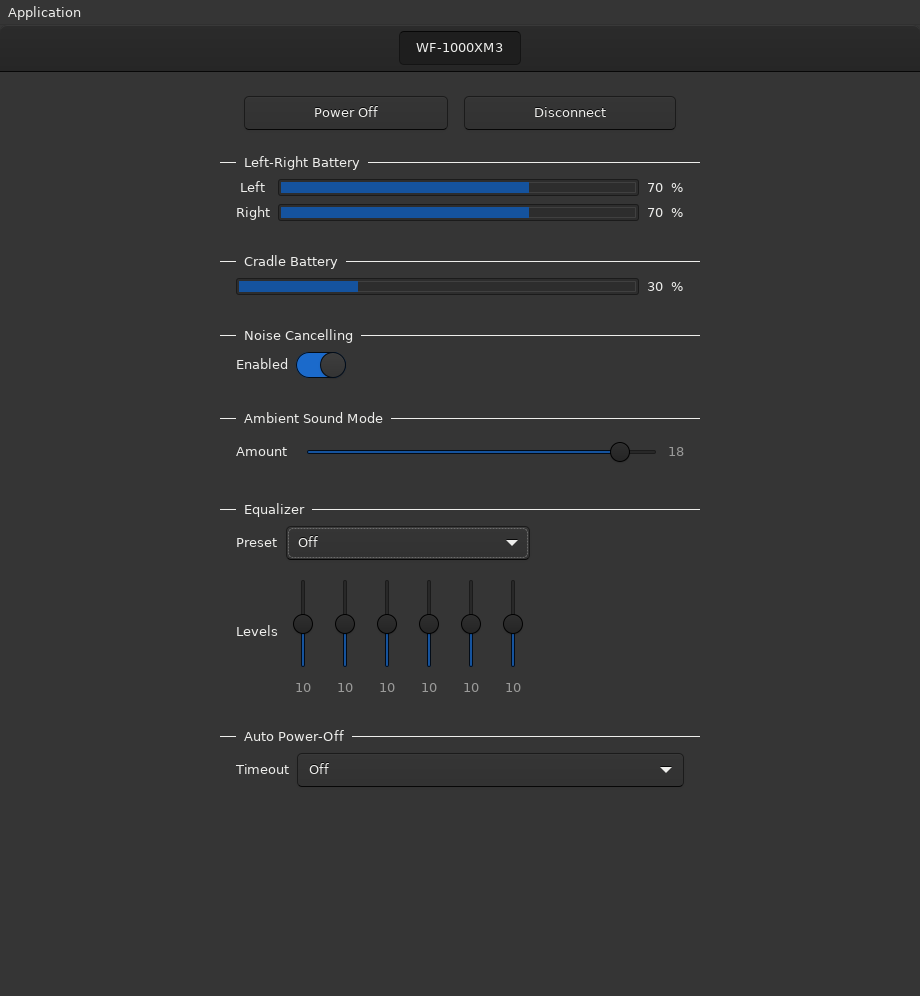 Application
WF-1000XM3
Power Off Disconnect
Left-Right Battery
Left 70 %
Right 70 %
Cradle Battery
30 %
Noise Cancelling
Enabled
Ambient Sound Mode
Amount 18
Equalizer
Preset Off
Levels
10 10 10 10 10 10
Auto Power-Off
Timeout Off